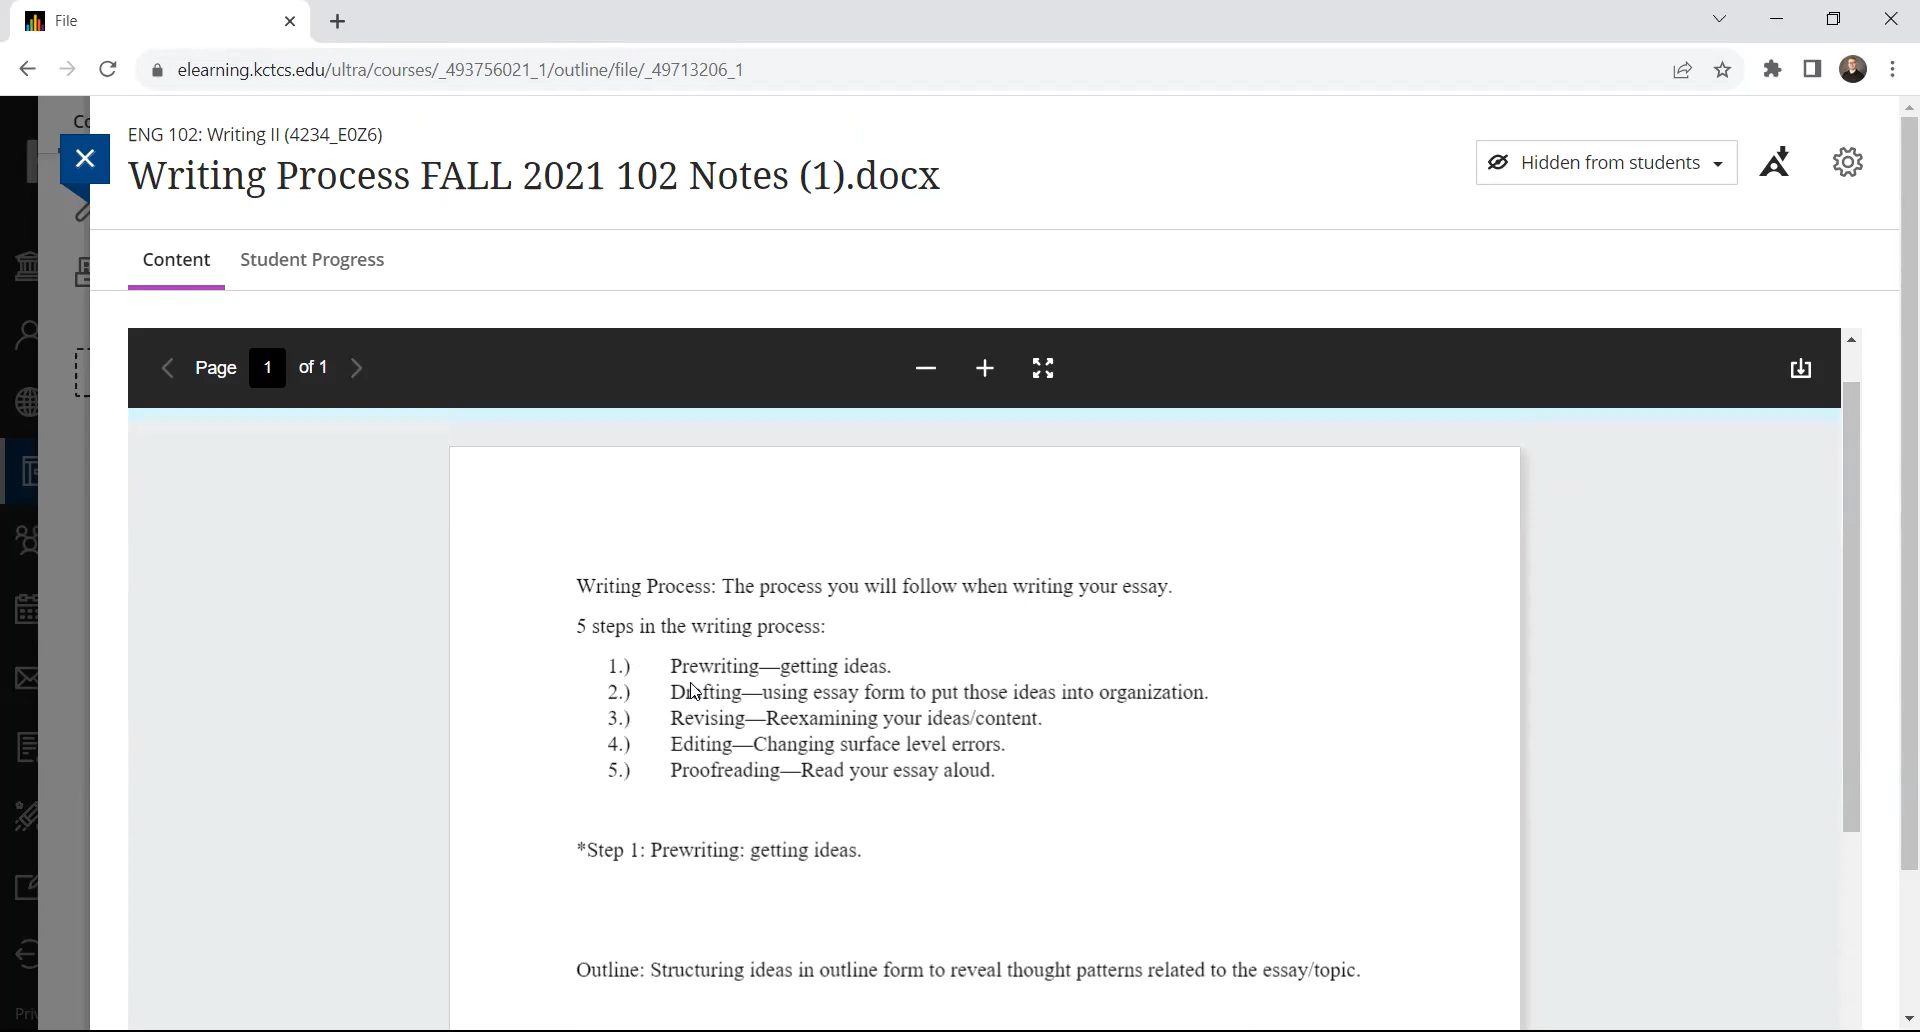 File
elearning.kctcs.edu/ultra/courses/_493756021_1/outline/file/_49713206_1
ENG 102: Writing II (4234_E0Z6)
Writing Process FALL 2021 102 Notes (1).docx
Hidden from students
Content Student Progress
Page 1 of 1
Writing Process: The process you will follow when writing your essay.
5 steps in the writing process:
1.) Prewriting—getting ideas.
2.) Drafting—using essay form to put those ideas into organization.
3.) Revising—Reexamining your ideas/content.
4.) Editing—Changing surface level errors.
5.) Proofreading—Read your essay aloud.
*Step 1: Prewriting: getting ideas.
Outline: Structuring ideas in outline form to reveal thought patterns related to the essay/topic.